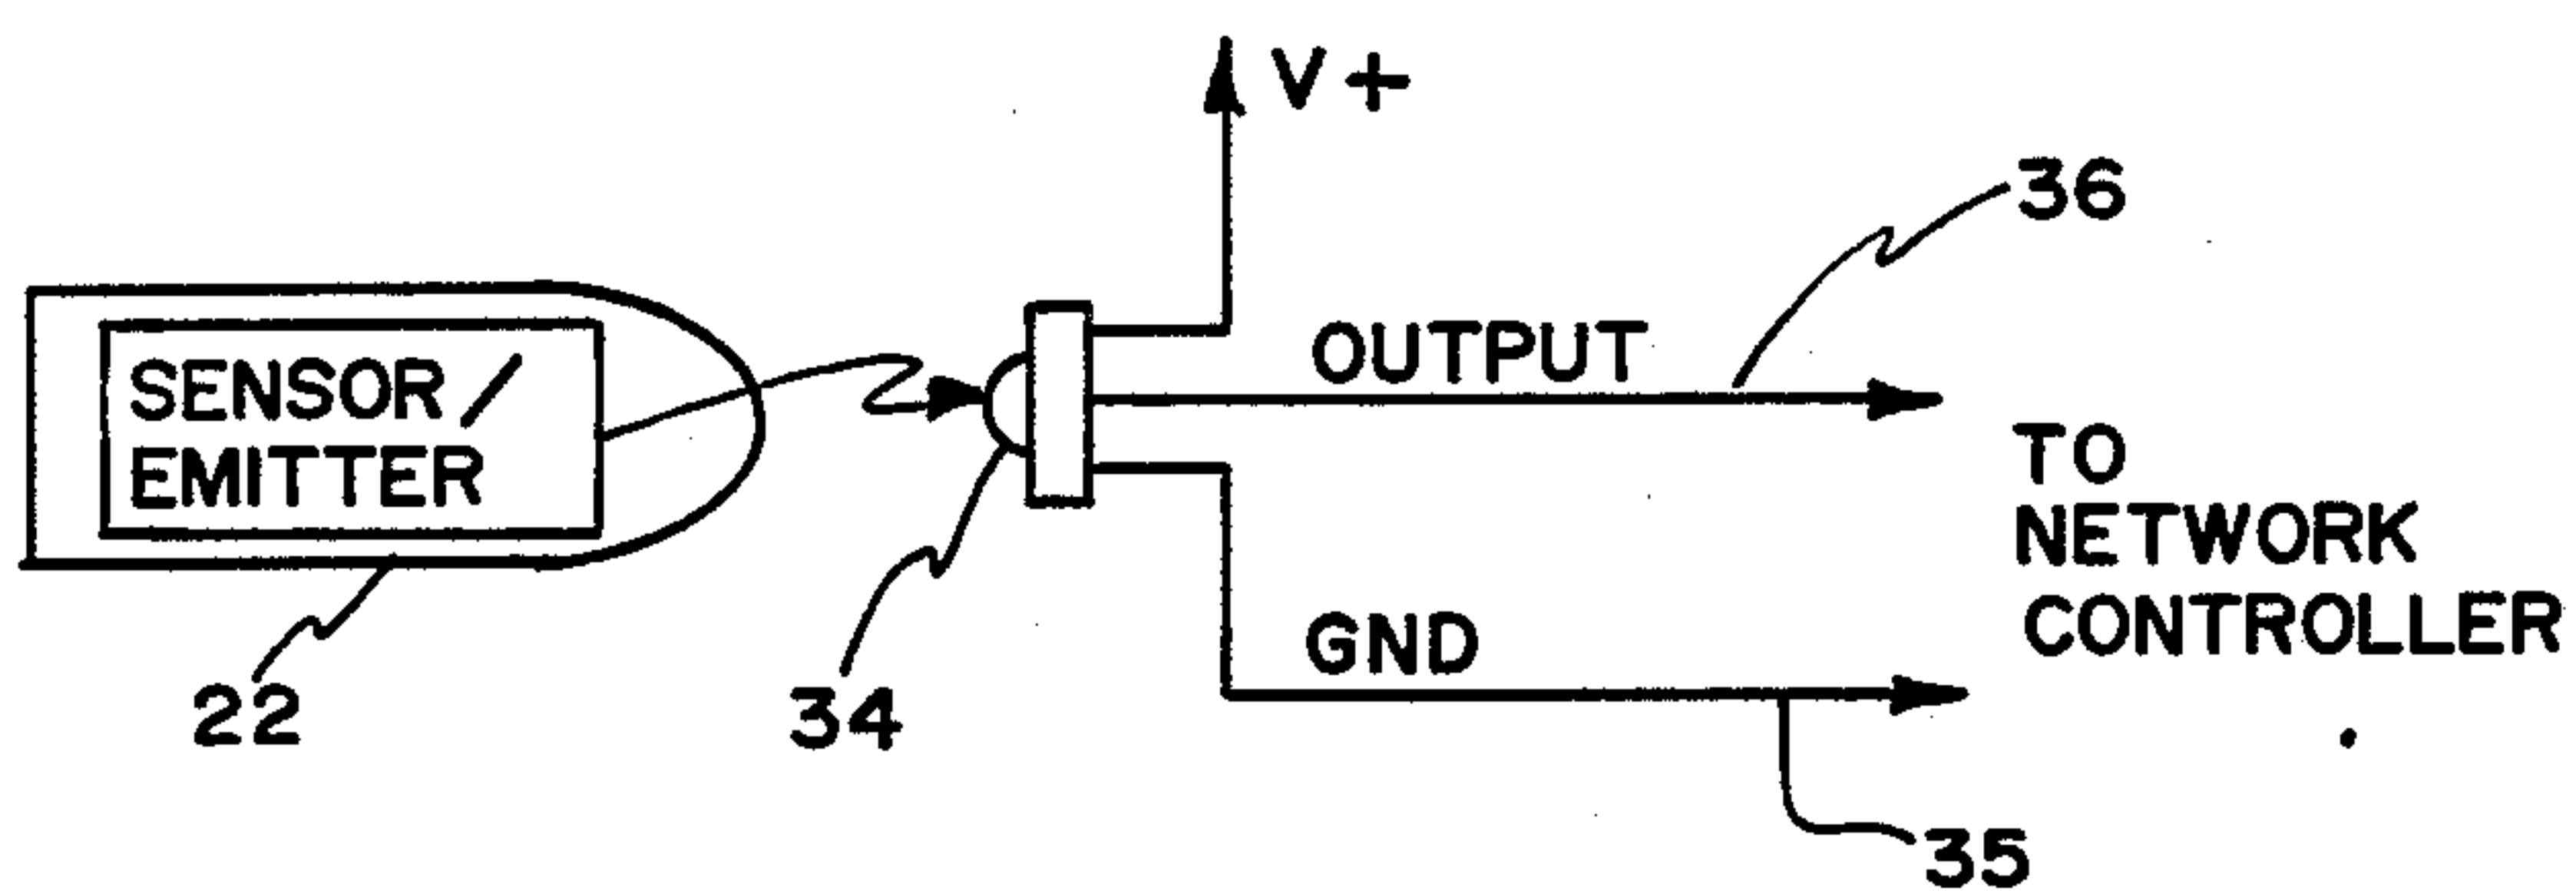 V+
36
OUTPUT
SENSOR/
EMITTER
TO
NETWORK
CONTROLLER
GND
22
34
35